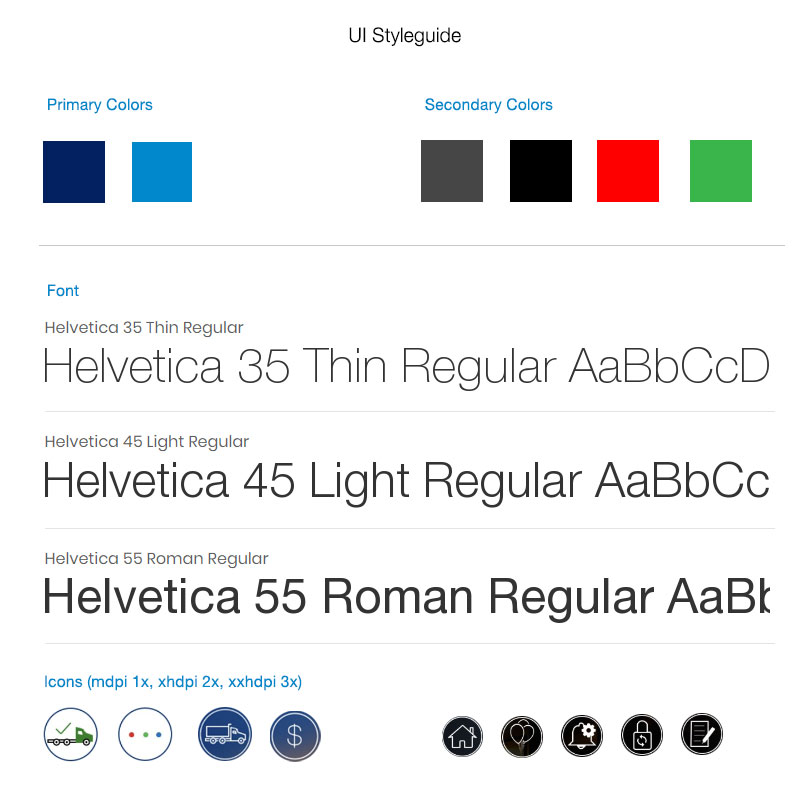 UI Styleguide
Primary Colors
Secondary Colors
Font
Helvetica 35 Thin Regular
Helvetica 35 Thin Regular AaBbCcD
Helvetica 45 Light Regular
Helvetica 45 Light Regular AaBbCc
Helvetica 55 Roman Regular
Helvetica 55 Roman Regular AaBb
Icons (mdpi 1x, xhdpi 2x, xxhdpi 3x)
$